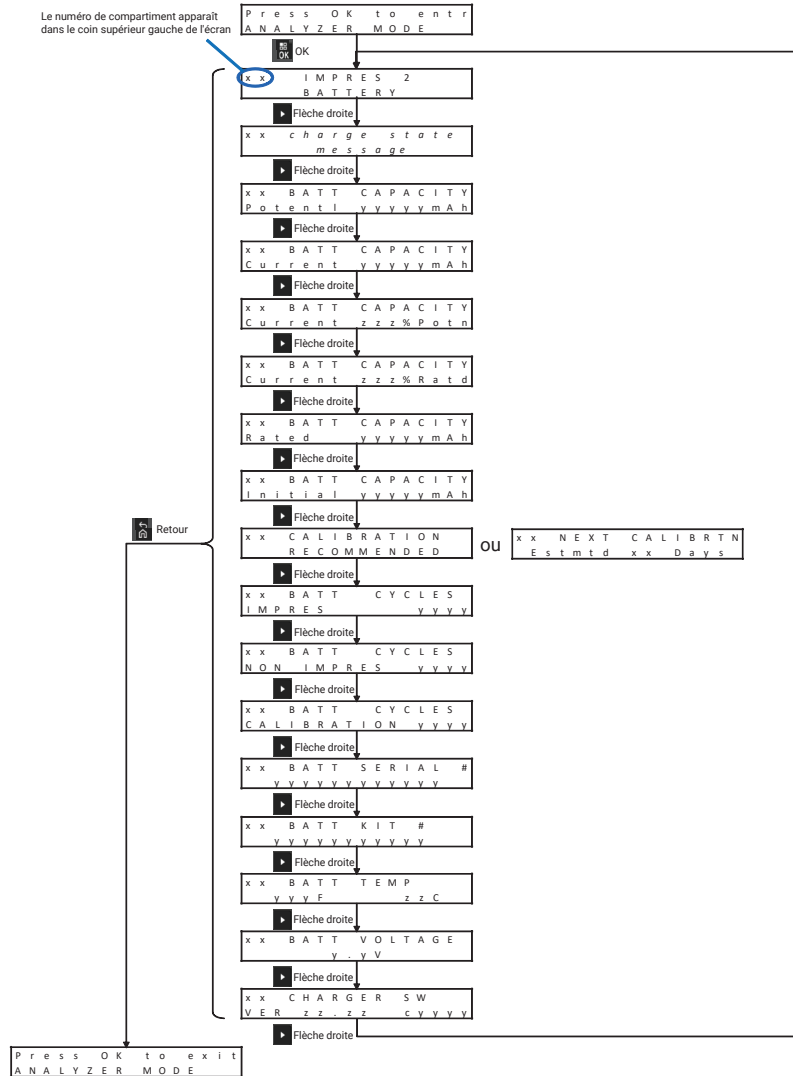 Le numéro de compartiment apparaît
dans le coin supérieur gauche de l'écran
Press OK to entr
ANALYZER MODE
OK
OK
xx IMPRES 2
BATTERY
Flèche droite
xx charge state
message
Flèche droite
xx BATT CAPACITY
Potentl yyyyymAh
Flèche droite
xx BATT CAPACITY
Current yyyyymAh
Flèche droite
xx BATT CAPACITY
Current zzz%Potn
Flèche droite
xx BATT CAPACITY
Current zzz%Ratd
Flèche droite
xx BATT CAPACITY
Rated yyyyymAh
Flèche droite
xx BATT CAPACITY
Initial yyyyymAh
Flèche droite
Retour
xx CALIBRATION
RECOMMENDED
ou
xx NEXT CALIBRTN
Estmtd xx Days
Flèche droite
xx BATT CYCLES
IMPRES yyyy
Flèche droite
xx BATT CYCLES
NON IMPRES yyyy
Flèche droite
xx BATT CYCLES
CALIBRATION yyyy
Flèche droite
xx BATT SERIAL #
yyyyyyyyyyyy
Flèche droite
xx BATT KIT #
yyyyyyyyyyy
Flèche droite
xx BATT TEMP
yyyF zzC
Flèche droite
xx BATT VOLTAGE
y.yV
Flèche droite
xx CHARGER SW
VER zz.zz cyyyy
Flèche droite
Press OK to exit
ANALYZER MODE